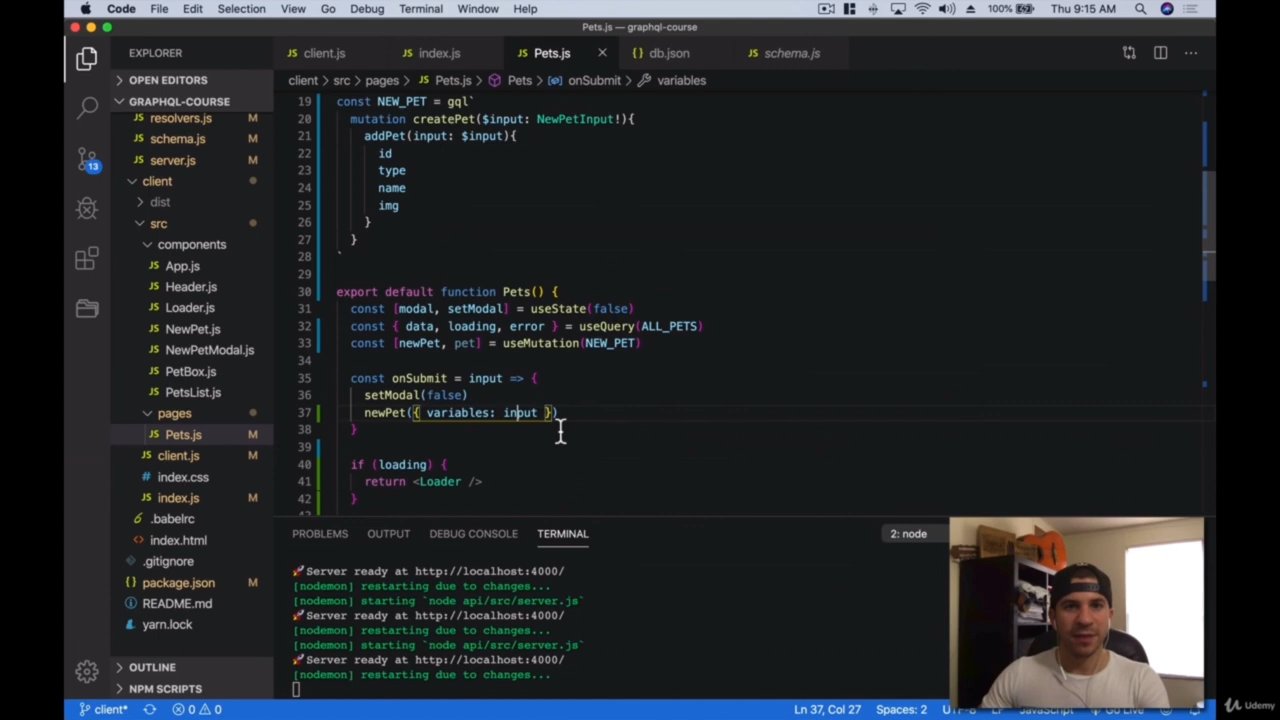 Code File Edit Selection View Go Debug Terminal Window Help 100% Thu 9:15 AM
Pets.js — graphql-course
EXPLORER
client.js index.js Pets.js db.json schema.js
OPEN EDITORS
GRAPHQL-COURSE
resolvers.js M
schema.js M
server.js M
client
dist
src
components
App.js
Header.js
Loader.js
NewPet.js
NewPetModal.js
PetBox.js
PetsList.js
pages
Pets.js M
client.js M
index.css
index.js M
.babelrc
index.html
.gitignore
package.json M
README.md
yarn.lock
OUTLINE
NPM SCRIPTS
13
client > src > pages > Pets.js > Pets > onSubmit > variables
19 const NEW_PET = gql`
20 mutation createPet($input: NewPetInput!){
21 addPet(input: $input){
22 id
23 type
24 name
25 img
26 }
27 }
28 `
29
30 export default function Pets() {
31 const [modal, setModal] = useState(false)
32 const { data, loading, error } = useQuery(ALL_PETS)
33 const [newPet, pet] = useMutation(NEW_PET)
34
35 const onSubmit = input => {
36 setModal(false)
37 newPet({ variables: input })
38 }
39
40 if (loading) {
41 return <Loader />
42 }
PROBLEMS OUTPUT DEBUG CONSOLE TERMINAL 2: node
🚀Server ready at http://localhost:4000/
[nodemon] restarting due to changes...
[nodemon] starting `node api/src/server.js`
🚀Server ready at http://localhost:4000/
[nodemon] restarting due to changes...
[nodemon] starting `node api/src/server.js`
🚀Server ready at http://localhost:4000/
[nodemon] restarting due to changes...
client* 0 0 Ln 37, Col 27 Spaces: 2
Udemy